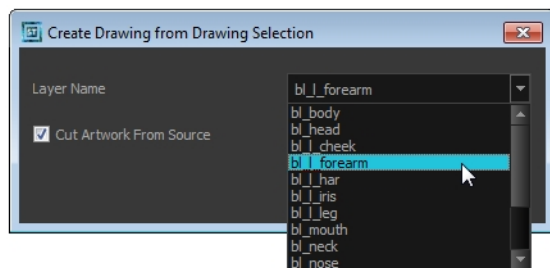 Create Drawing from Drawing Selection
Layer Name
bl_l_forearm
Cut Artwork From Source
bl_body
bl_head
bl_l_cheek
bl_l_forearm
bl_l_har
bl_l_iris
bl_l_leg
bl_mouth
bl_neck
bl_nose